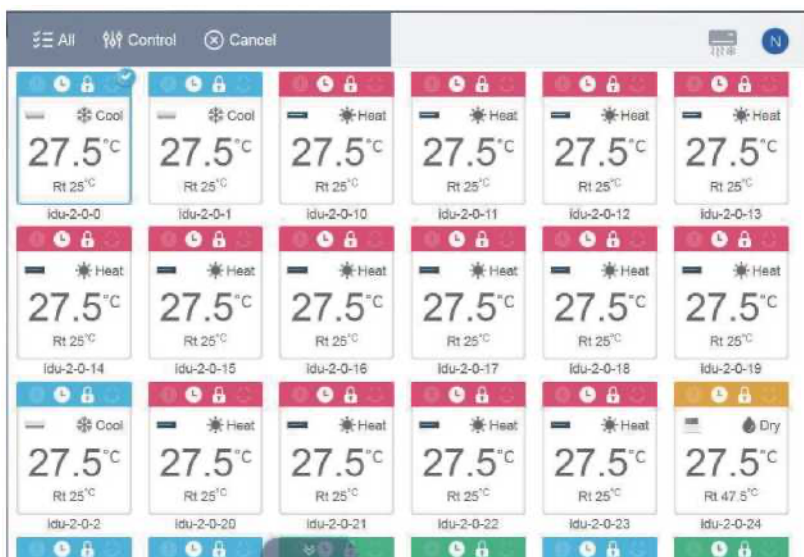 All Control Cancel N
Cool Cool Heat Heat Heat Heat
27.5°C 27.5°C 27.5°C 27.5°C 27.5°C 27.5°C
Rt 25°C Rt 25°C Rt 25°C Rt 25°C Rt 25°C Rt 25°C
idu-2-0-0 idu-2-0-1 idu-2-0-10 idu-2-0-11 idu-2-0-12 idu-2-0-13
Heat Heat Heat Heat Heat Heat
27.5°C 27.5°C 27.5°C 27.5°C 27.5°C 27.5°C
Rt 25°C Rt 25°C Rt 25°C Rt 25°C Rt 25°C Rt 25°C
idu-2-0-14 idu-2-0-15 idu-2-0-16 idu-2-0-17 idu-2-0-18 idu-2-0-19
Cool Heat Heat Heat Heat Dry
27.5°C 27.5°C 27.5°C 27.5°C 27.5°C 27.5°C
Rt 25°C Rt 25°C Rt 25°C Rt 25°C Rt 25°C Rt 47.5°C
idu-2-0-2 idu-2-0-20 idu-2-0-21 idu-2-0-22 idu-2-0-23 idu-2-0-24